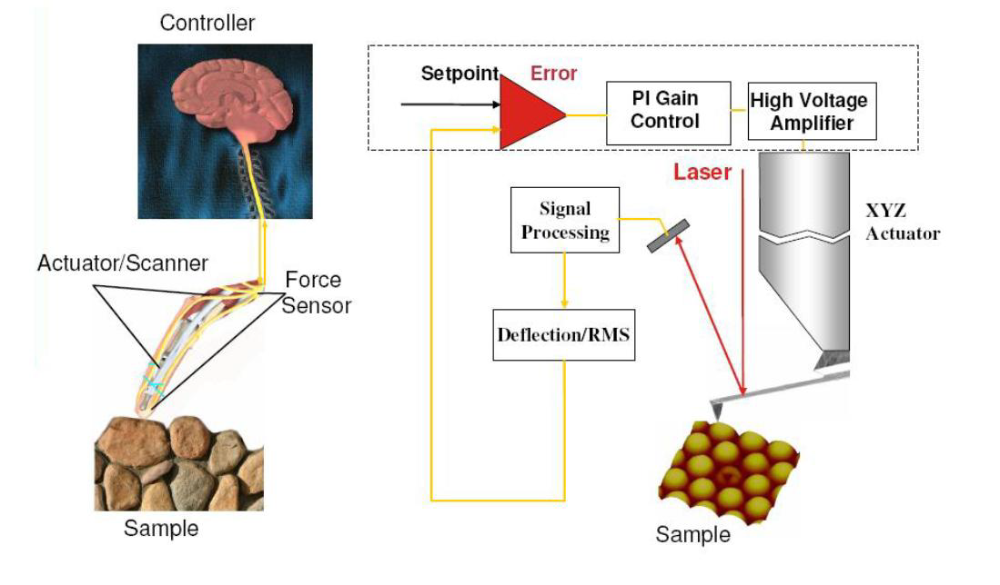 Controller
Actuator/Scanner
Force
Sensor
Sample
Setpoint
Error
PI Gain
Control
High Voltage
Amplifier
Laser
Signal
Processing
XYZ
Actuator
Deflection/RMS
Sample